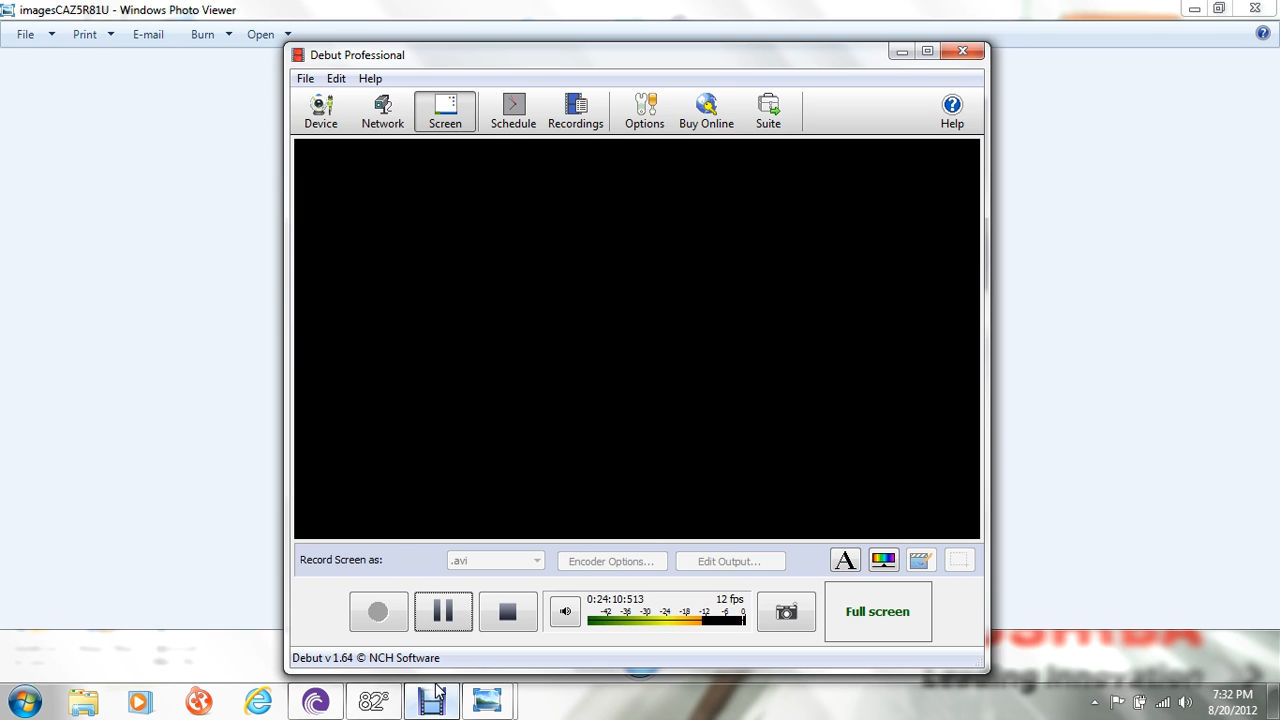 imagesCAZ5R81U - Windows Photo Viewer
File Print E-mail Burn Open
Debut Professional
File Edit Help
Device Network Screen Schedule Recordings Options Buy Online Suite Help
Record Screen as: .avi Encoder Options... Edit Output...
0:24:10:513 12 fps
-42 -36 -30 -24 -18 -12 -6 0
Full screen
Debut v 1.64 © NCH Software
TOSHIBA
Leading Innovation
82°
7:32 PM
8/20/2012